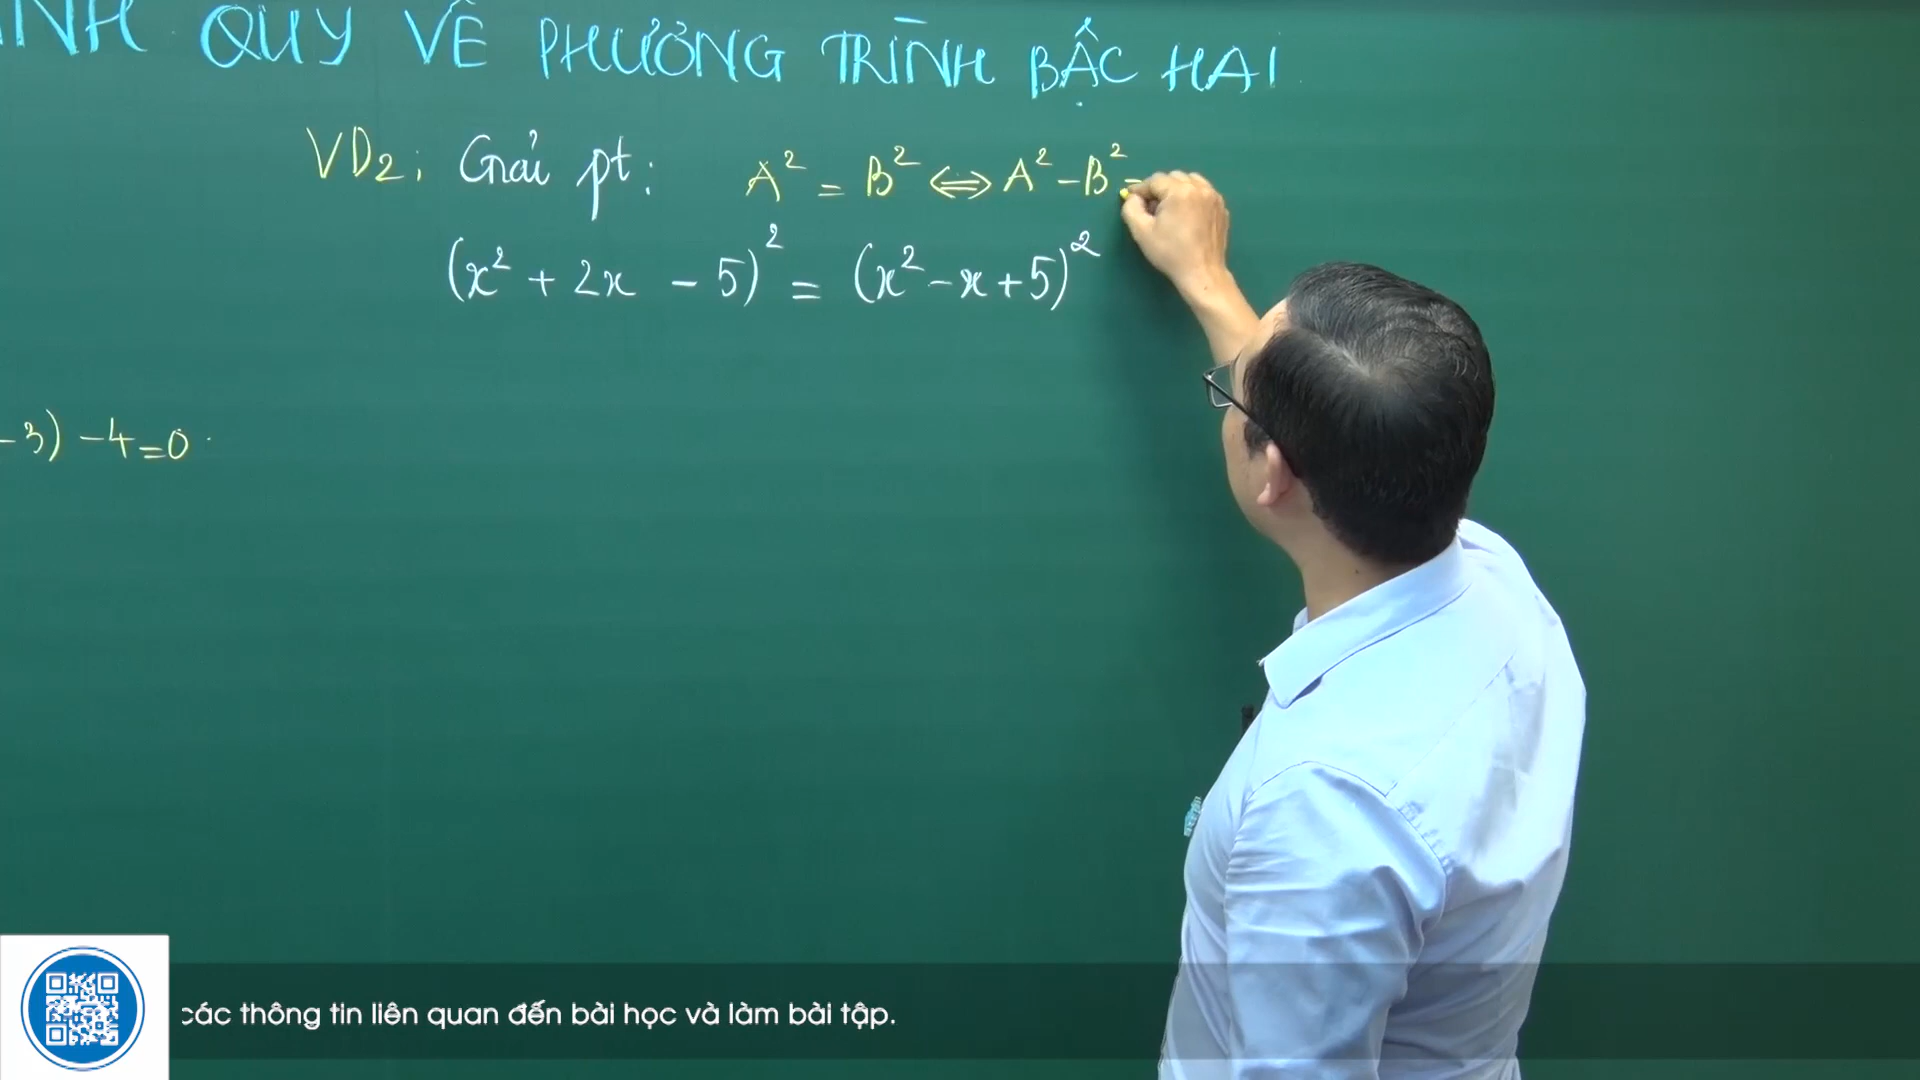 QUY VỀ PHƯƠNG TRÌNH BẬC HAI
VD2: Giải pt: A² = B² ⟺ A² - B² =
(x² + 2x - 5)² = (x² - x + 5)²
-3) -4 = 0
các thông tin liên quan đến bài học và làm bài tập.